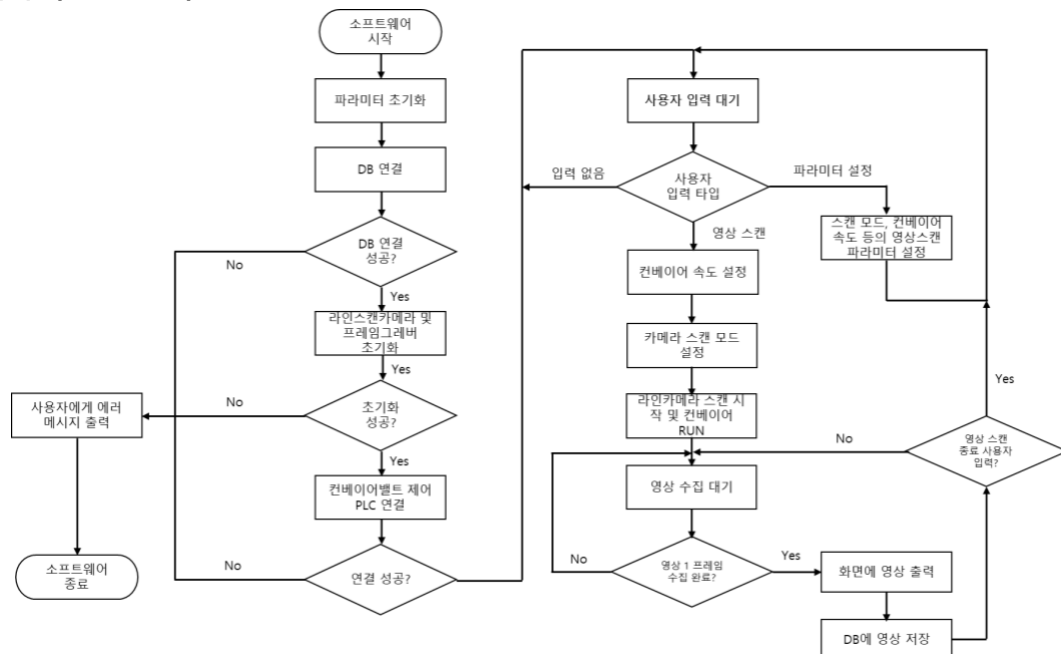 소프트웨어
시작
파라미터 초기화
DB 연결
DB 연결
성공?
No
Yes
라인스캔카메라 및
프레임그레버
초기화
초기화
성공?
No
Yes
사용자에게 에러
메시지 출력
소프트웨어
종료
컨베이어밸트 제어
PLC 연결
연결 성공?
No
사용자 입력 대기
사용자
입력 타입
입력 없음
파라미터 설정
스캔 모드, 컨베이어
속도 등의 영상스캔
파라미터 설정
영상 스캔
컨베이어 속도 설정
카메라 스캔 모드
설정
라인카메라 스캔 시
작 및 컨베이어
RUN
영상 수집 대기
영상 1 프레임
수집 완료?
No
Yes
화면에 영상 출력
DB에 영상 저장
영상 스캔
종료 사용자
입력?
No
Yes